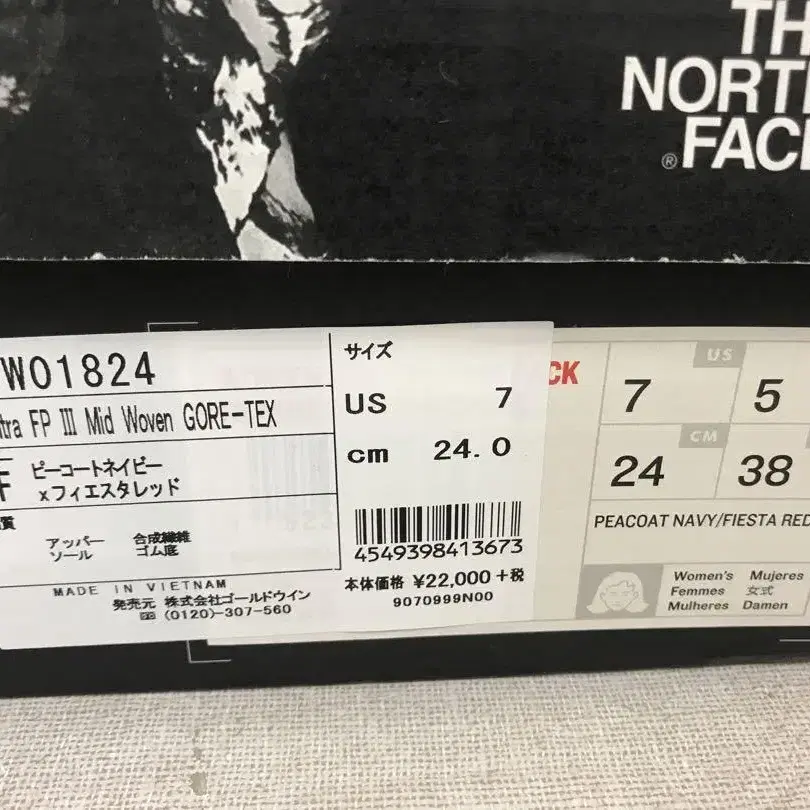 TH
NORT
®FAC
W01824
tra FP III Mid Woven GORE-TEX
F ピーコートネイビー
xフィエスタレッド
質
アッパー 合成繊維
ソール ゴム底
MADE IN VIETNAM
発売元 株式会社ゴールドウイン
(0120)-307-560
サイズ
US 7
cm 24.0
4549398413673
本体価格 ¥22,000+税
9070999N00
CK
US
7 5
CM
24 38
PEACOAT NAVY/FIESTA RED
Women's Mujeres
Femmes 女式
Mulheres Damen